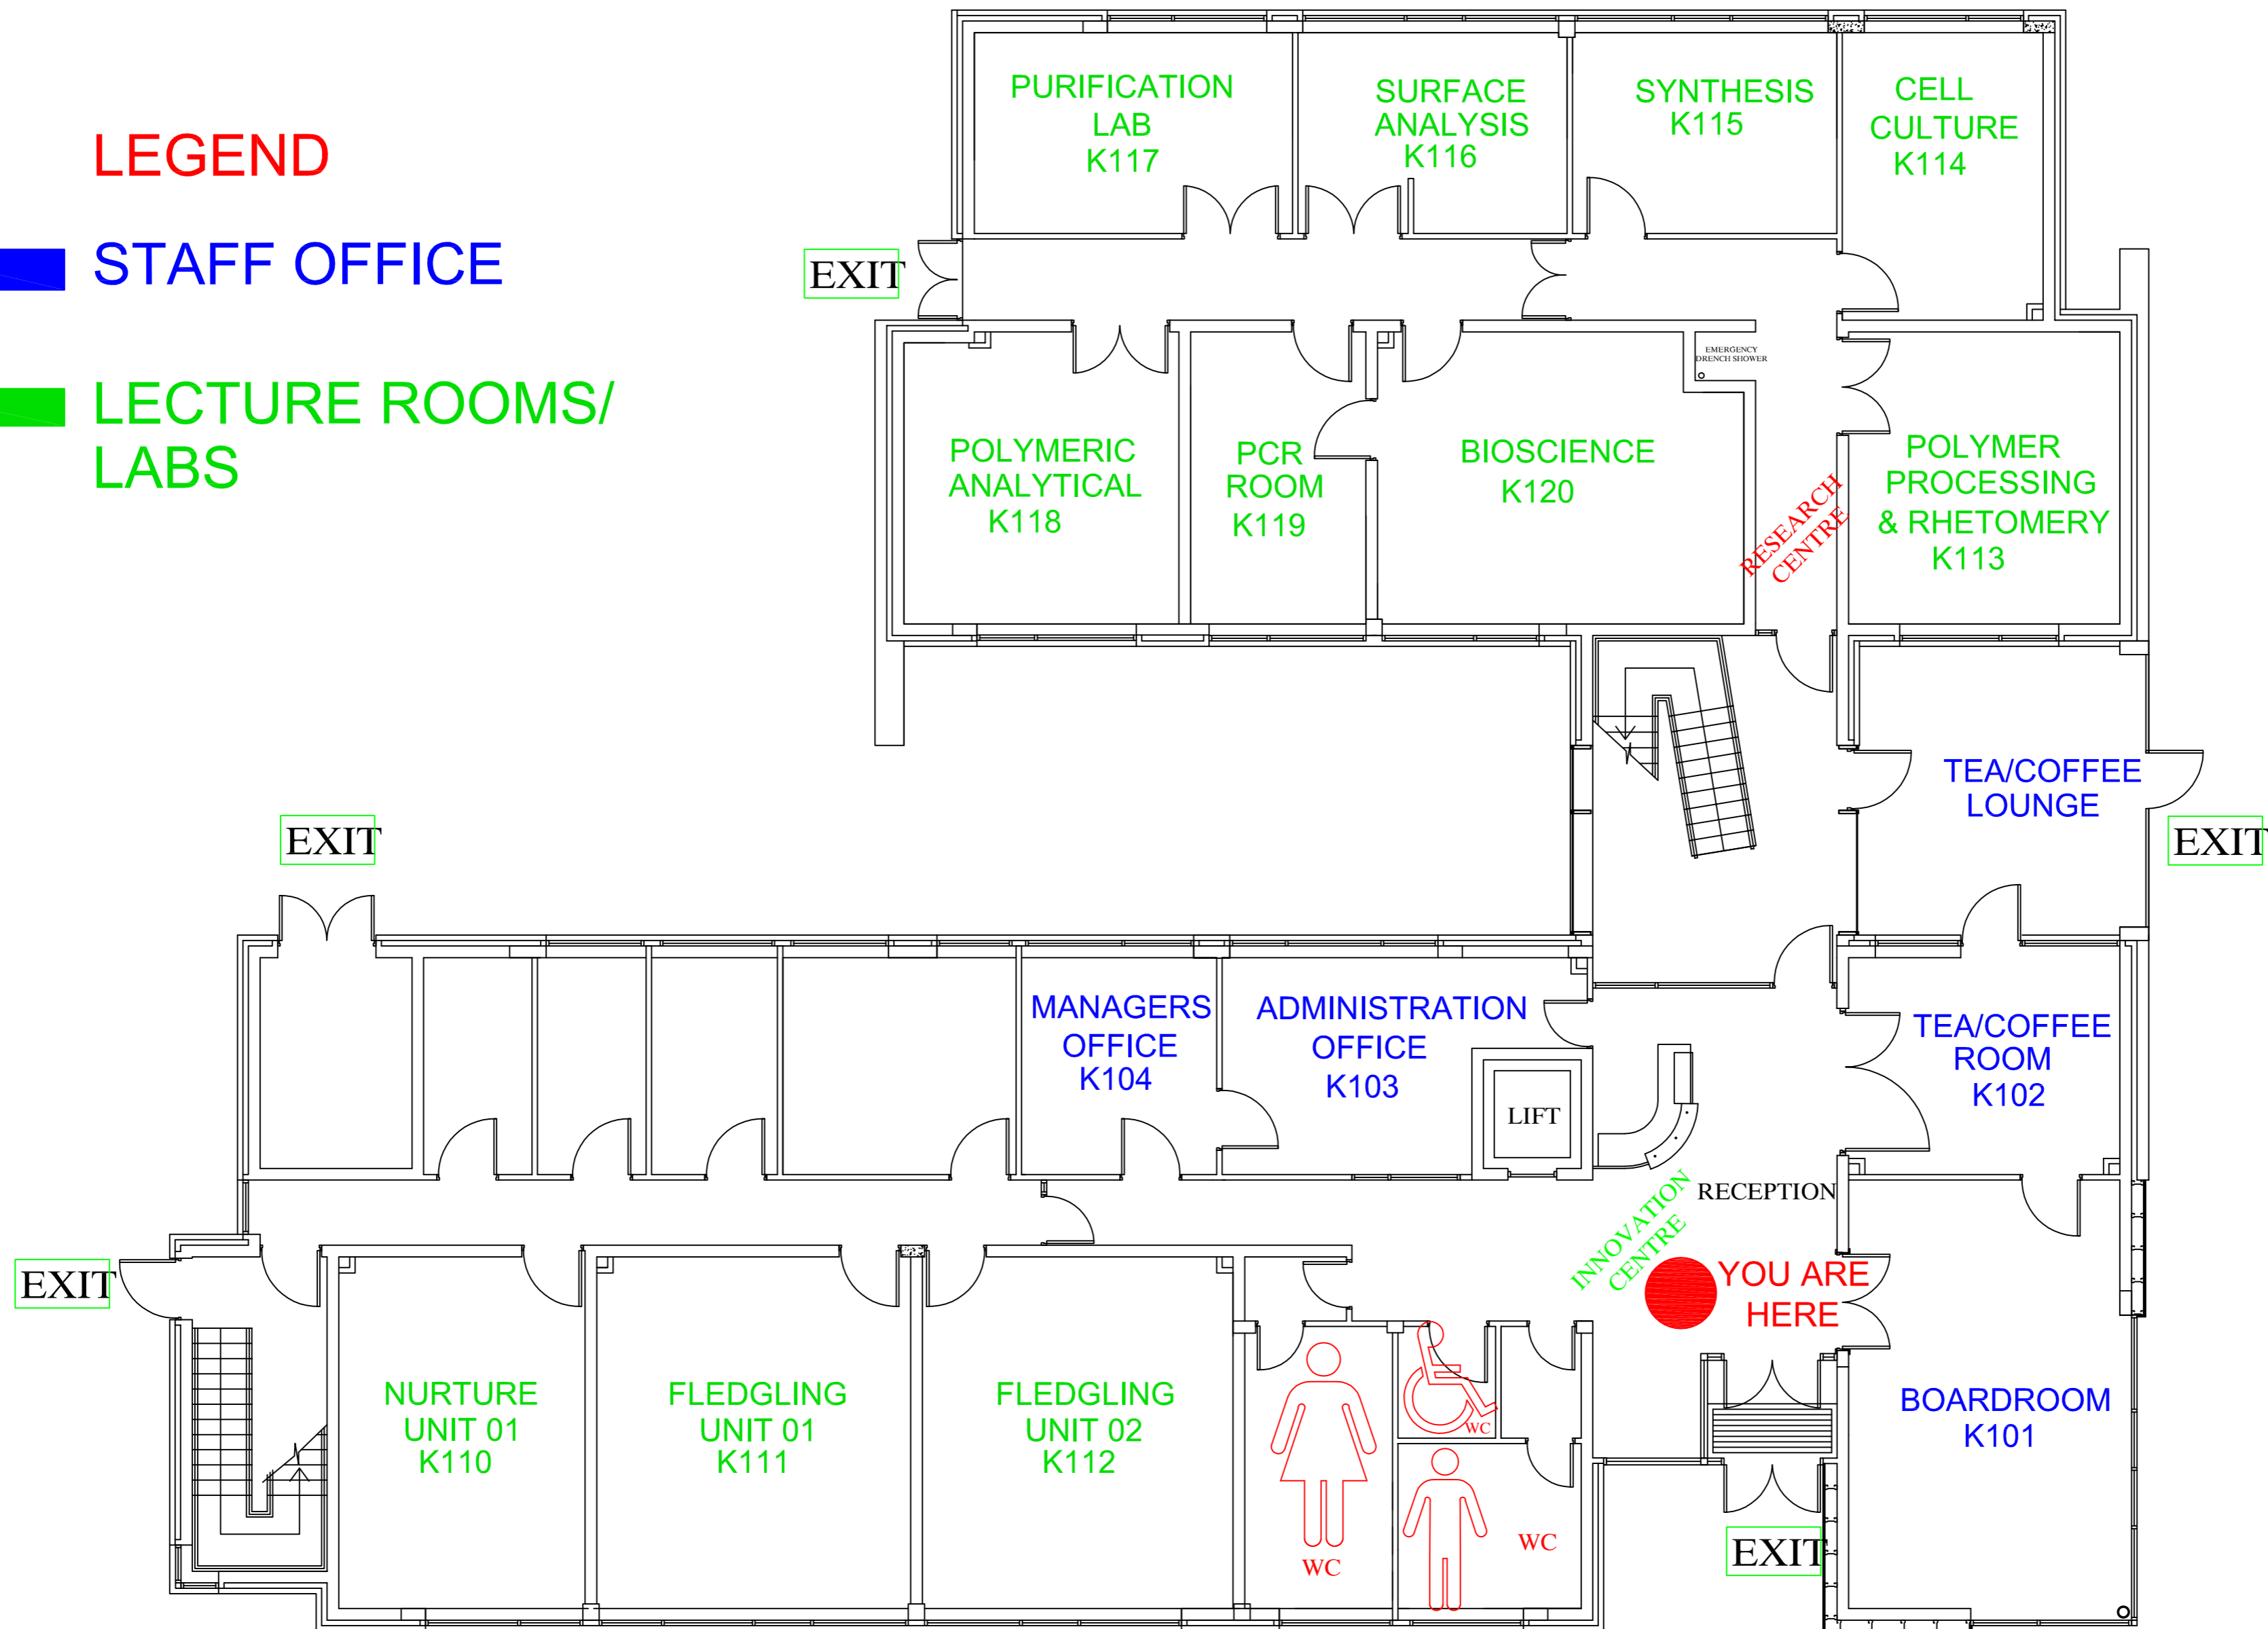 LEGEND
STAFF OFFICE
LECTURE ROOMS/
LABS
PURIFICATION
LAB
K117
SURFACE
ANALYSIS
K116
SYNTHESIS
K115
CELL
CULTURE
K114
EXIT
EMERGENCY
DRENCH SHOWER
POLYMERIC
ANALYTICAL
K118
PCR
ROOM
K119
BIOSCIENCE
K120
RESEARCH
CENTRE
POLYMER
PROCESSING
& RHETOMERY
K113
TEA/COFFEE
LOUNGE
EXIT
EXIT
MANAGERS
OFFICE
K104
ADMINISTRATION
OFFICE
K103
LIFT
TEA/COFFEE
ROOM
K102
INNOVATION
CENTRE
RECEPTION
YOU ARE
HERE
EXIT
NURTURE
UNIT 01
K110
FLEDGLING
UNIT 01
K111
FLEDGLING
UNIT 02
K112
WC
WC
WC
BOARDROOM
K101
EXIT